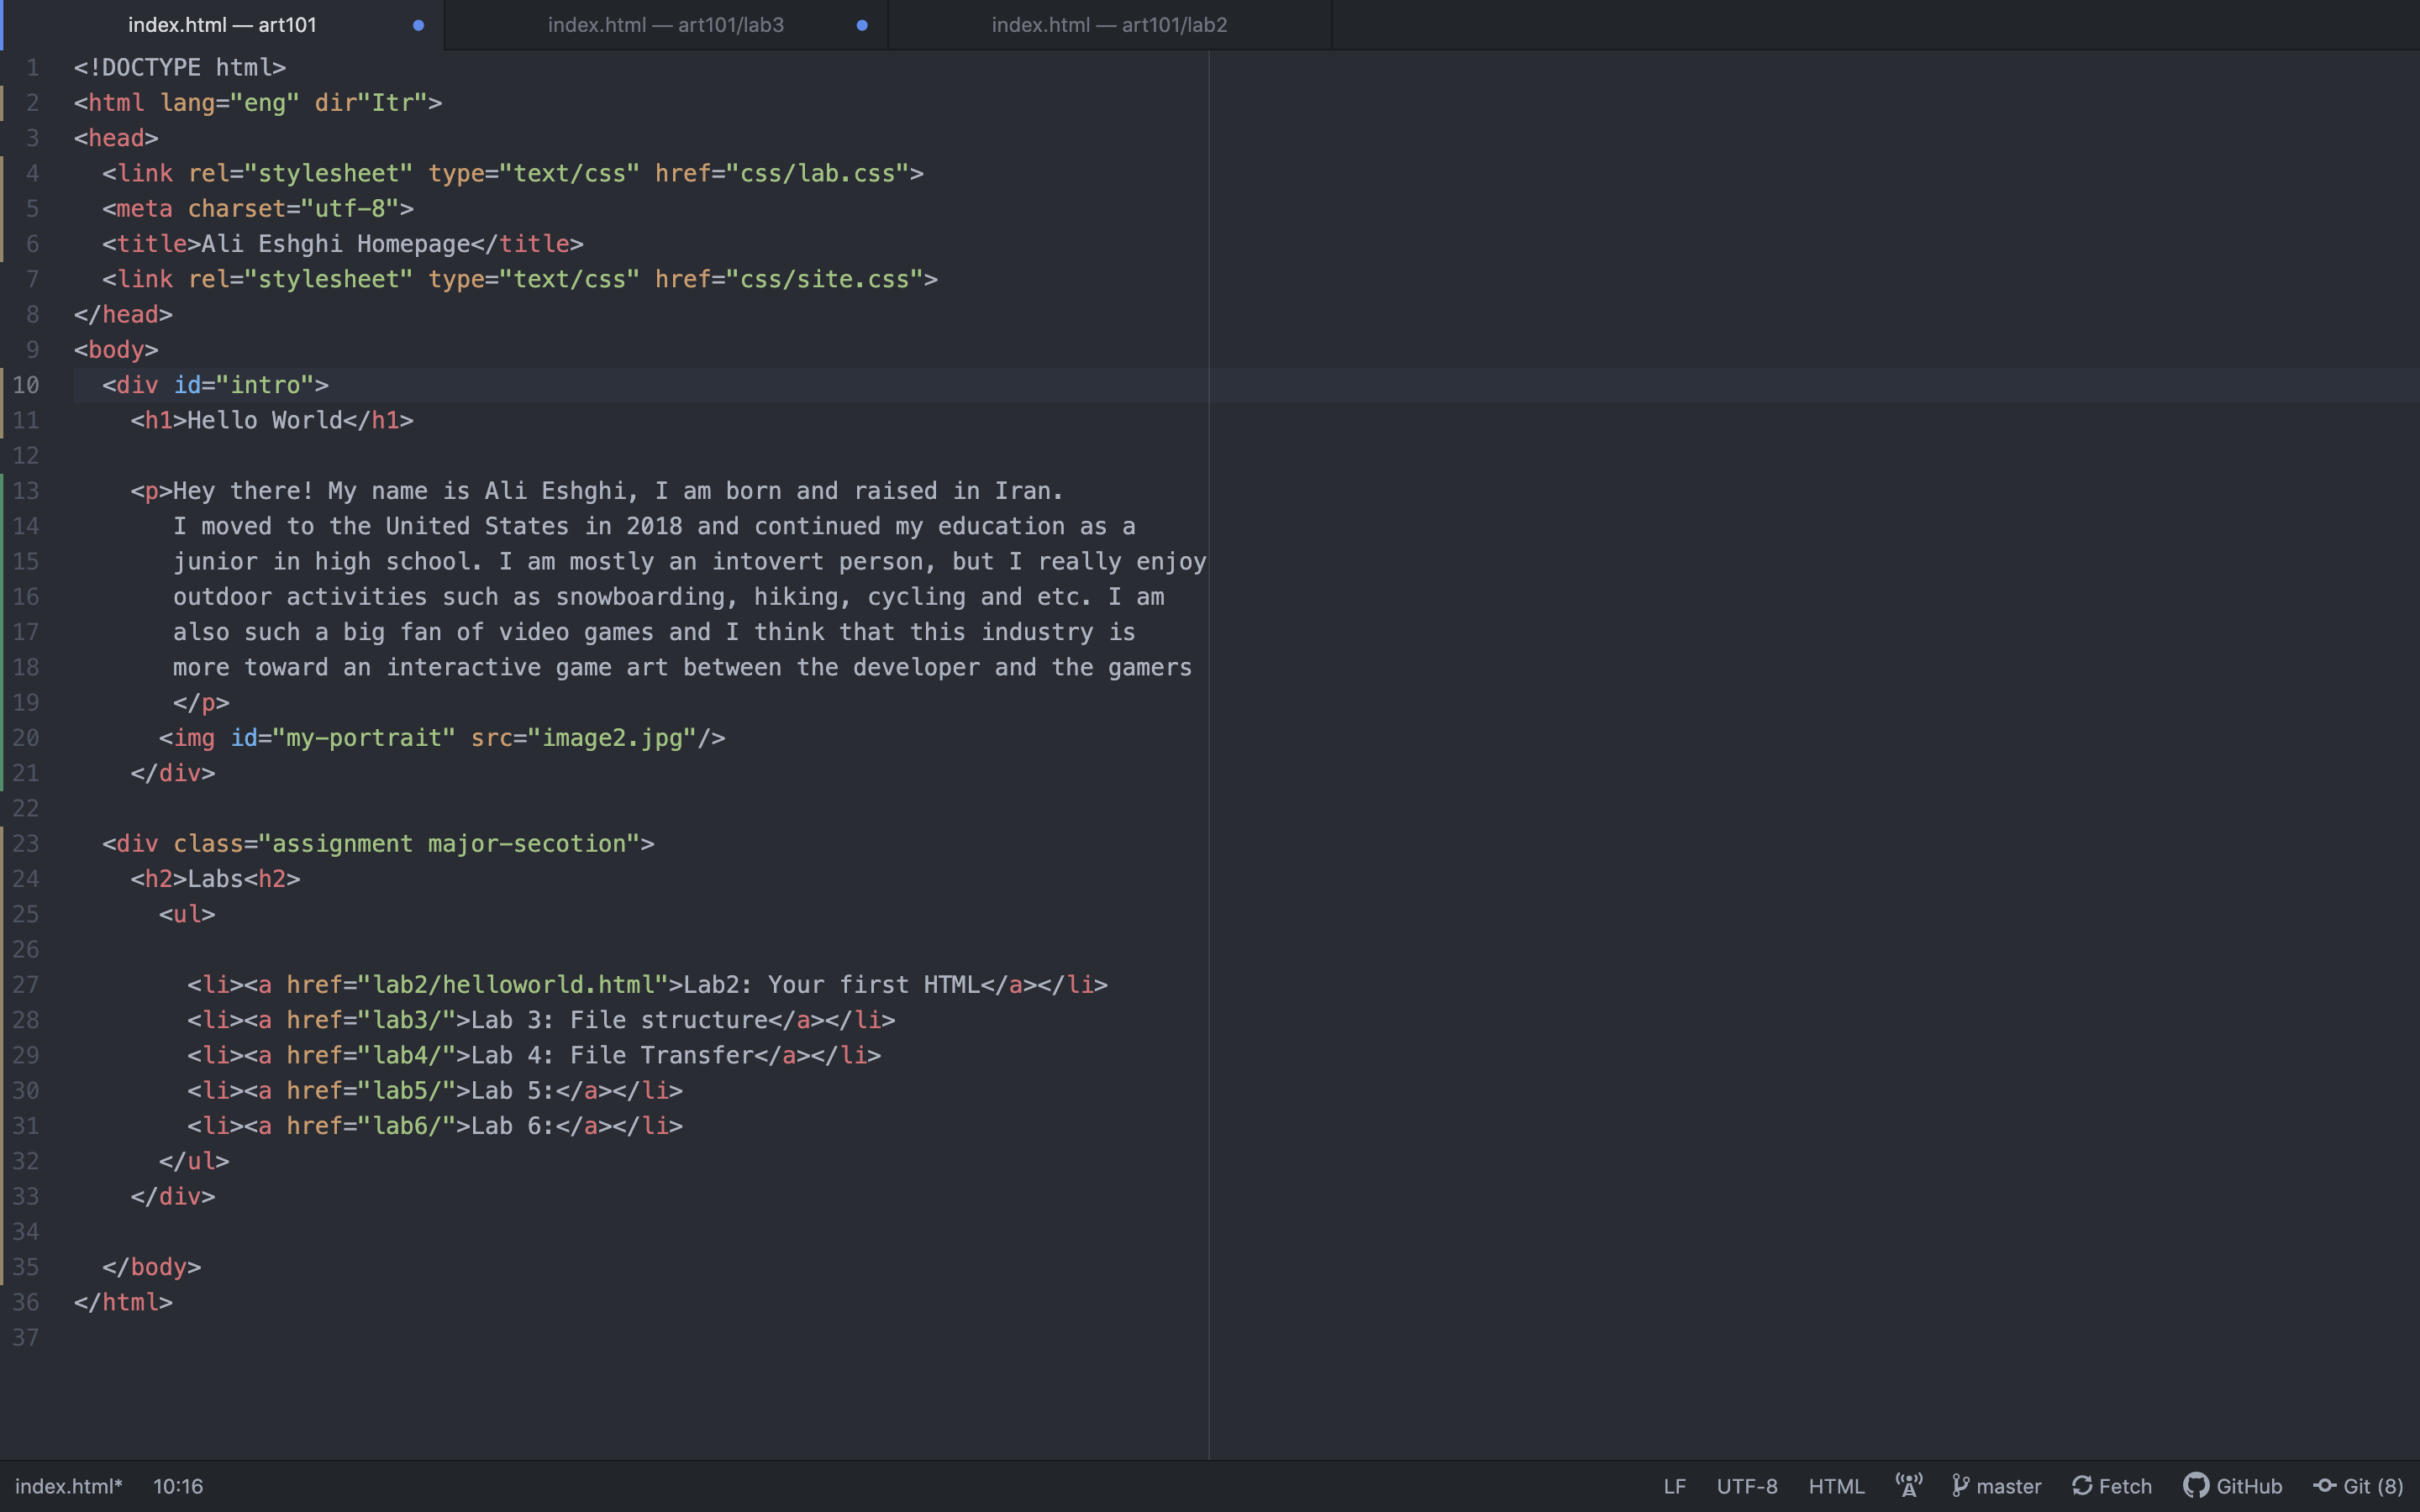 index.html — art101
index.html — art101/lab3
index.html — art101/lab2
1 <!DOCTYPE html>
2 <html lang="eng" dir"Itr">
3 <head>
4 <link rel="stylesheet" type="text/css" href="css/lab.css">
5 <meta charset="utf-8">
6 <title>Ali Eshghi Homepage</title>
7 <link rel="stylesheet" type="text/css" href="css/site.css">
8 </head>
9 <body>
10 <div id="intro">
11 <h1>Hello World</h1>
12
13 <p>Hey there! My name is Ali Eshghi, I am born and raised in Iran.
14 I moved to the United States in 2018 and continued my education as a
15 junior in high school. I am mostly an intovert person, but I really enjoy
16 outdoor activities such as snowboarding, hiking, cycling and etc. I am
17 also such a big fan of video games and I think that this industry is
18 more toward an interactive game art between the developer and the gamers
19 </p>
20 <img id="my-portrait" src="image2.jpg"/>
21 </div>
22
23 <div class="assignment major-secotion">
24 <h2>Labs<h2>
25 <ul>
26
27 <li><a href="lab2/helloworld.html">Lab2: Your first HTML</a></li>
28 <li><a href="lab3/">Lab 3: File structure</a></li>
29 <li><a href="lab4/">Lab 4: File Transfer</a></li>
30 <li><a href="lab5/">Lab 5:</a></li>
31 <li><a href="lab6/">Lab 6:</a></li>
32 </ul>
33 </div>
34
35 </body>
36 </html>
37
index.html* 10:16 LF UTF-8 HTML master Fetch GitHub Git (8)